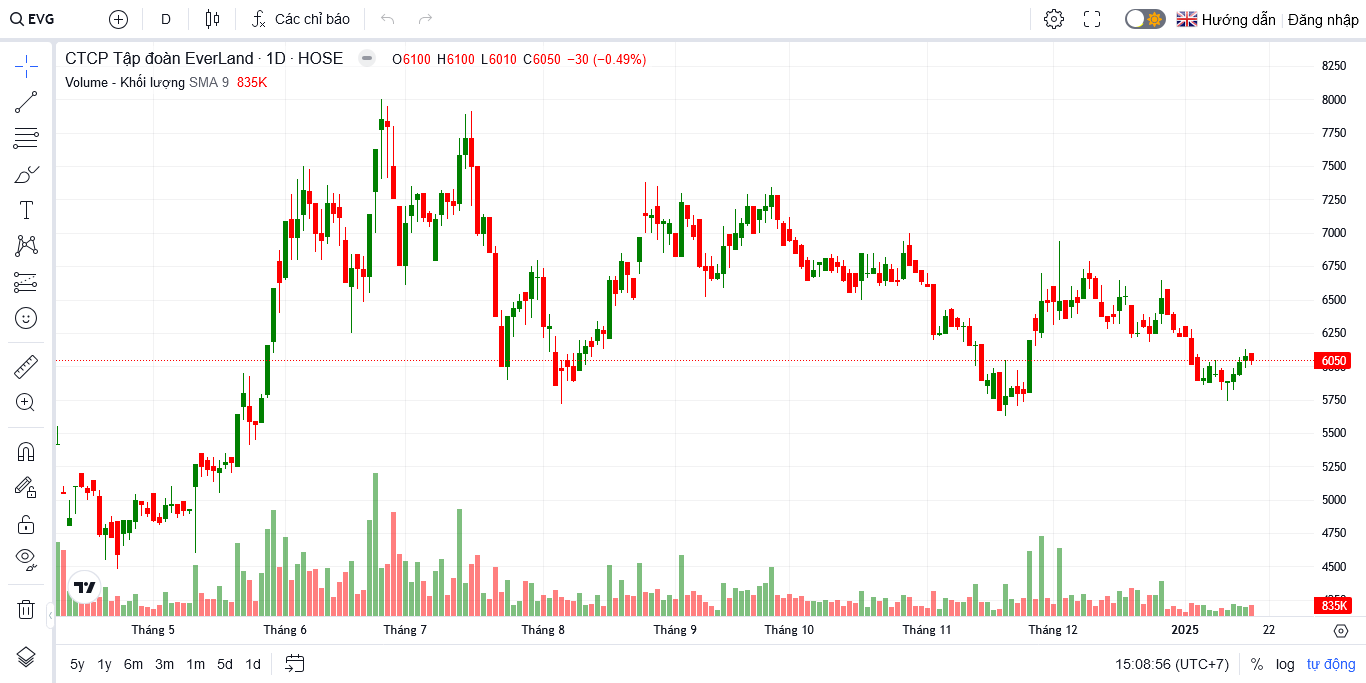 EVG D Các chỉ báo Hướng dẫn Đăng nhập
CTCP Tập đoàn EverLand · 1D · HOSE O6100 H6100 L6010 C6050 −30 (−0.49%)
Volume - Khối lượng SMA 9 835K
8250
8000
7750
7500
7250
7000
6750
6500
6250
6050
5750
5500
5250
5000
4750
4500
835K
Tháng 5 Tháng 6 Tháng 7 Tháng 8 Tháng 9 Tháng 10 Tháng 11 Tháng 12 2025 22
5y 1y 6m 3m 1m 5d 1d 15:08:56 (UTC+7) % log tự động